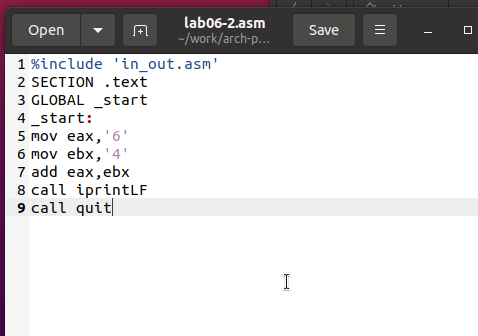 Open
lab06-2.asm
~/work/arch-p...
Save
1 %include 'in_out.asm'
2 SECTION .text
3 GLOBAL _start
4 _start:
5 mov eax,'6'
6 mov ebx,'4'
7 add eax,ebx
8 call iprintLF
9 call quit